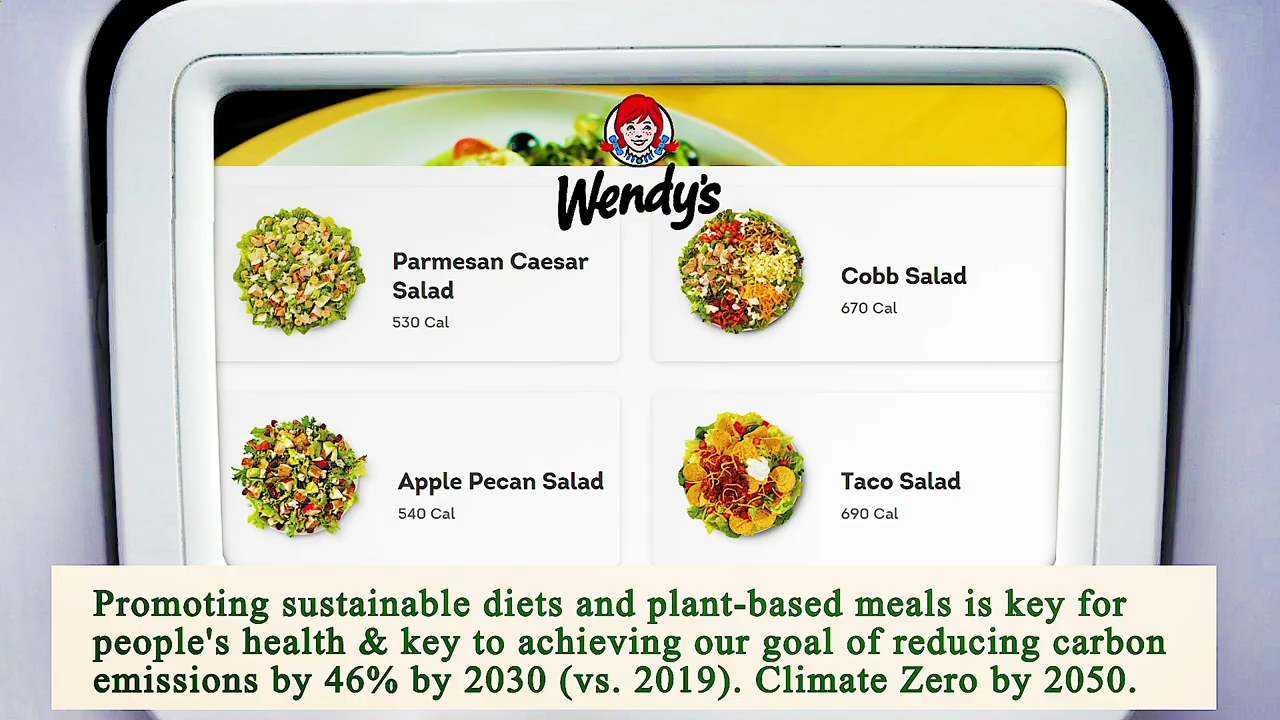 Wendy's
Parmesan Caesar
Salad
530 Cal
Cobb Salad
670 Cal
Apple Pecan Salad
540 Cal
Taco Salad
690 Cal
Promoting sustainable diets and plant-based meals is key for
people's health & key to achieving our goal of reducing carbon
emissions by 46% by 2030 (vs. 2019). Climate Zero by 2050.